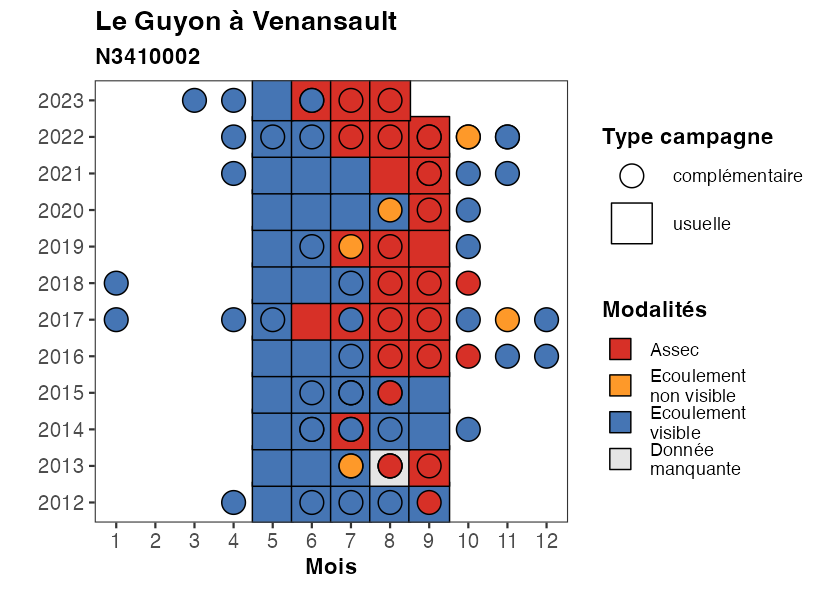 Le Guyon à Venansault
N3410002
2023
2022
2021
2020
2019
2018
2017
2016
2015
2014
2013
2012
1 2 3 4 5 6 7 8 9 10 11 12
Mois
Type campagne
complémentaire
usuelle
Modalités
Assec
Ecoulement
non visible
Ecoulement
visible
Donnée
manquante